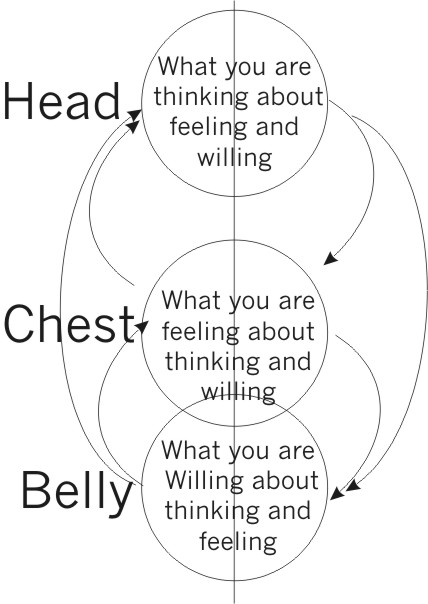 Head
What you are
thinking about
feeling and
willing
Chest
What you are
feeling about
thinking and
willing
Belly
What you are
Willing about
thinking and
feeling